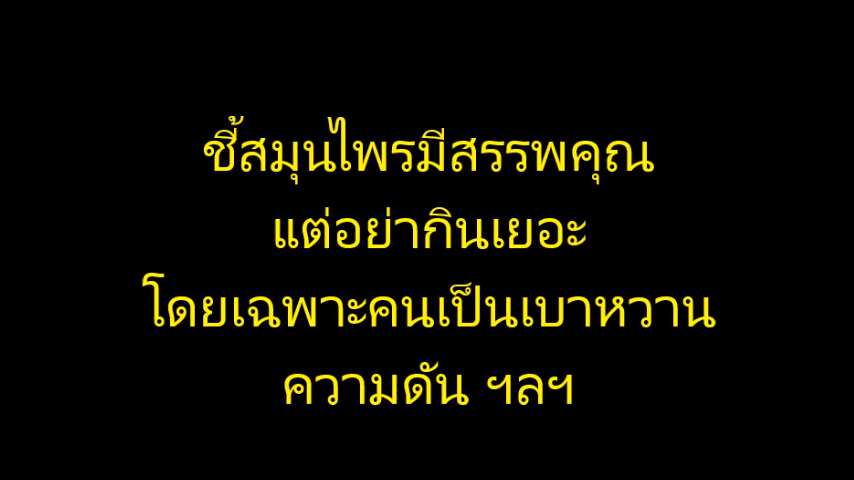 ชี้สมุนไพรมีสรรพคุณ
แต่อย่ากินเยอะ
โดยเฉพาะคนเป็นเบาหวาน
ความดัน ฯลฯ